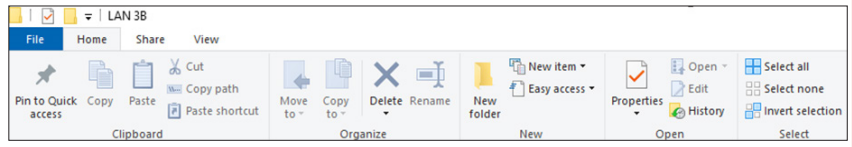 LAN 3B
File Home Share View
Pin to Quick access
Copy
Paste
Cut
Copy path
Paste shortcut
Clipboard
Move to
Copy to
Delete
Rename
Organize
New folder
New item
Easy access
New
Properties
Open
Edit
History
Open
Select all
Select none
Invert selection
Select